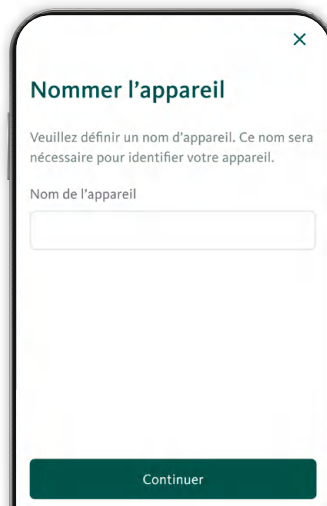 Nommer l’appareil
Veuillez définir un nom d’appareil. Ce nom sera
nécessaire pour identifier votre appareil.
Nom de l’appareil
Continuer